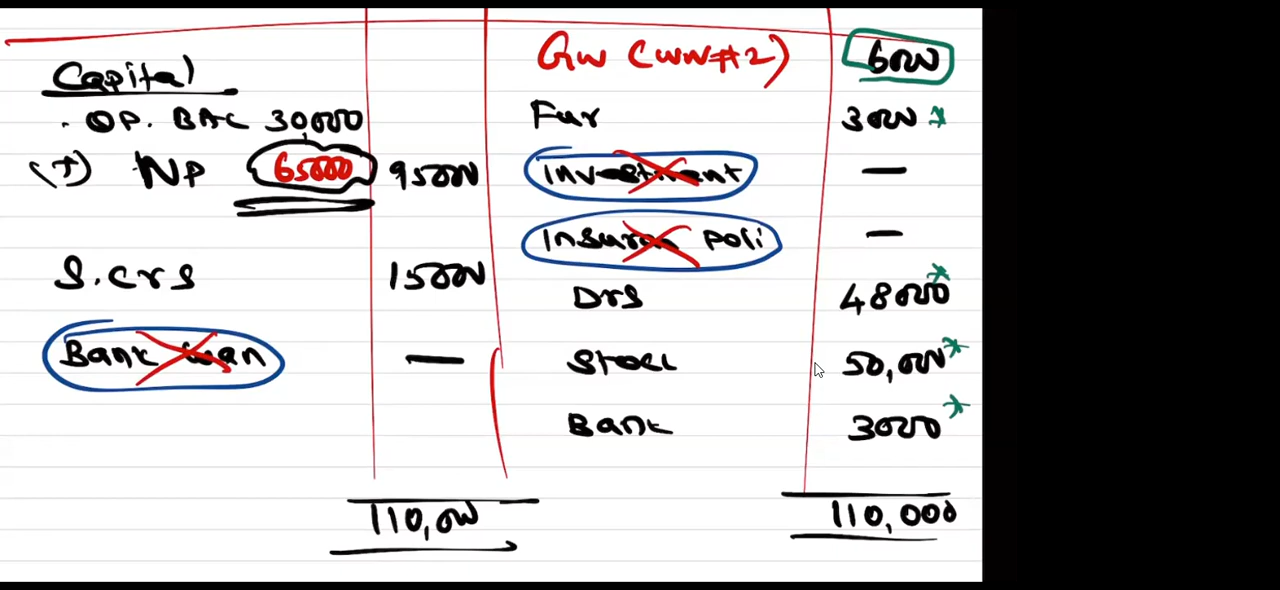 Capital
OP. BAL 30000
(+) NP 65000 95000
S.crs 15000
Bank Loan —
110,000
GW (WN#2) 6000
Fur 3000 *
Investment —
Insuran poli —
Drs 48000 *
Stock 50,000 *
Bank 3000 *
110,000